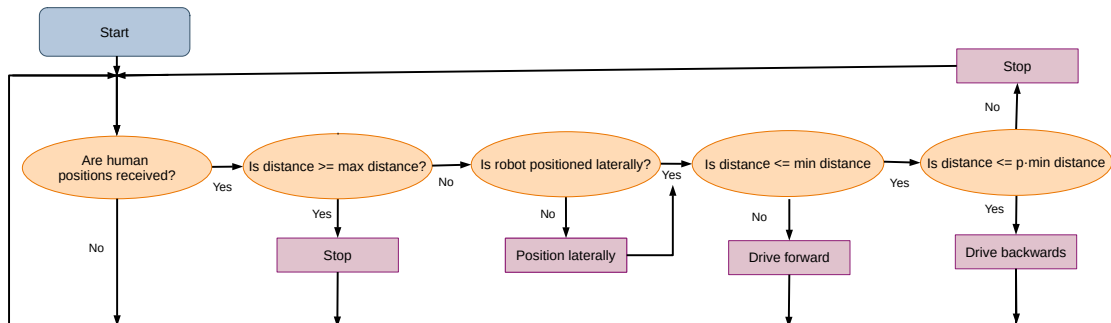 Start
Stop
No
Are human
positions received?
Yes
Is distance >= max distance?
No
Is robot positioned laterally?
Yes
Is distance <= min distance
Yes
Is distance <= p·min distance
No
Yes
Stop
No
Position laterally
No
Drive forward
Yes
Drive backwards